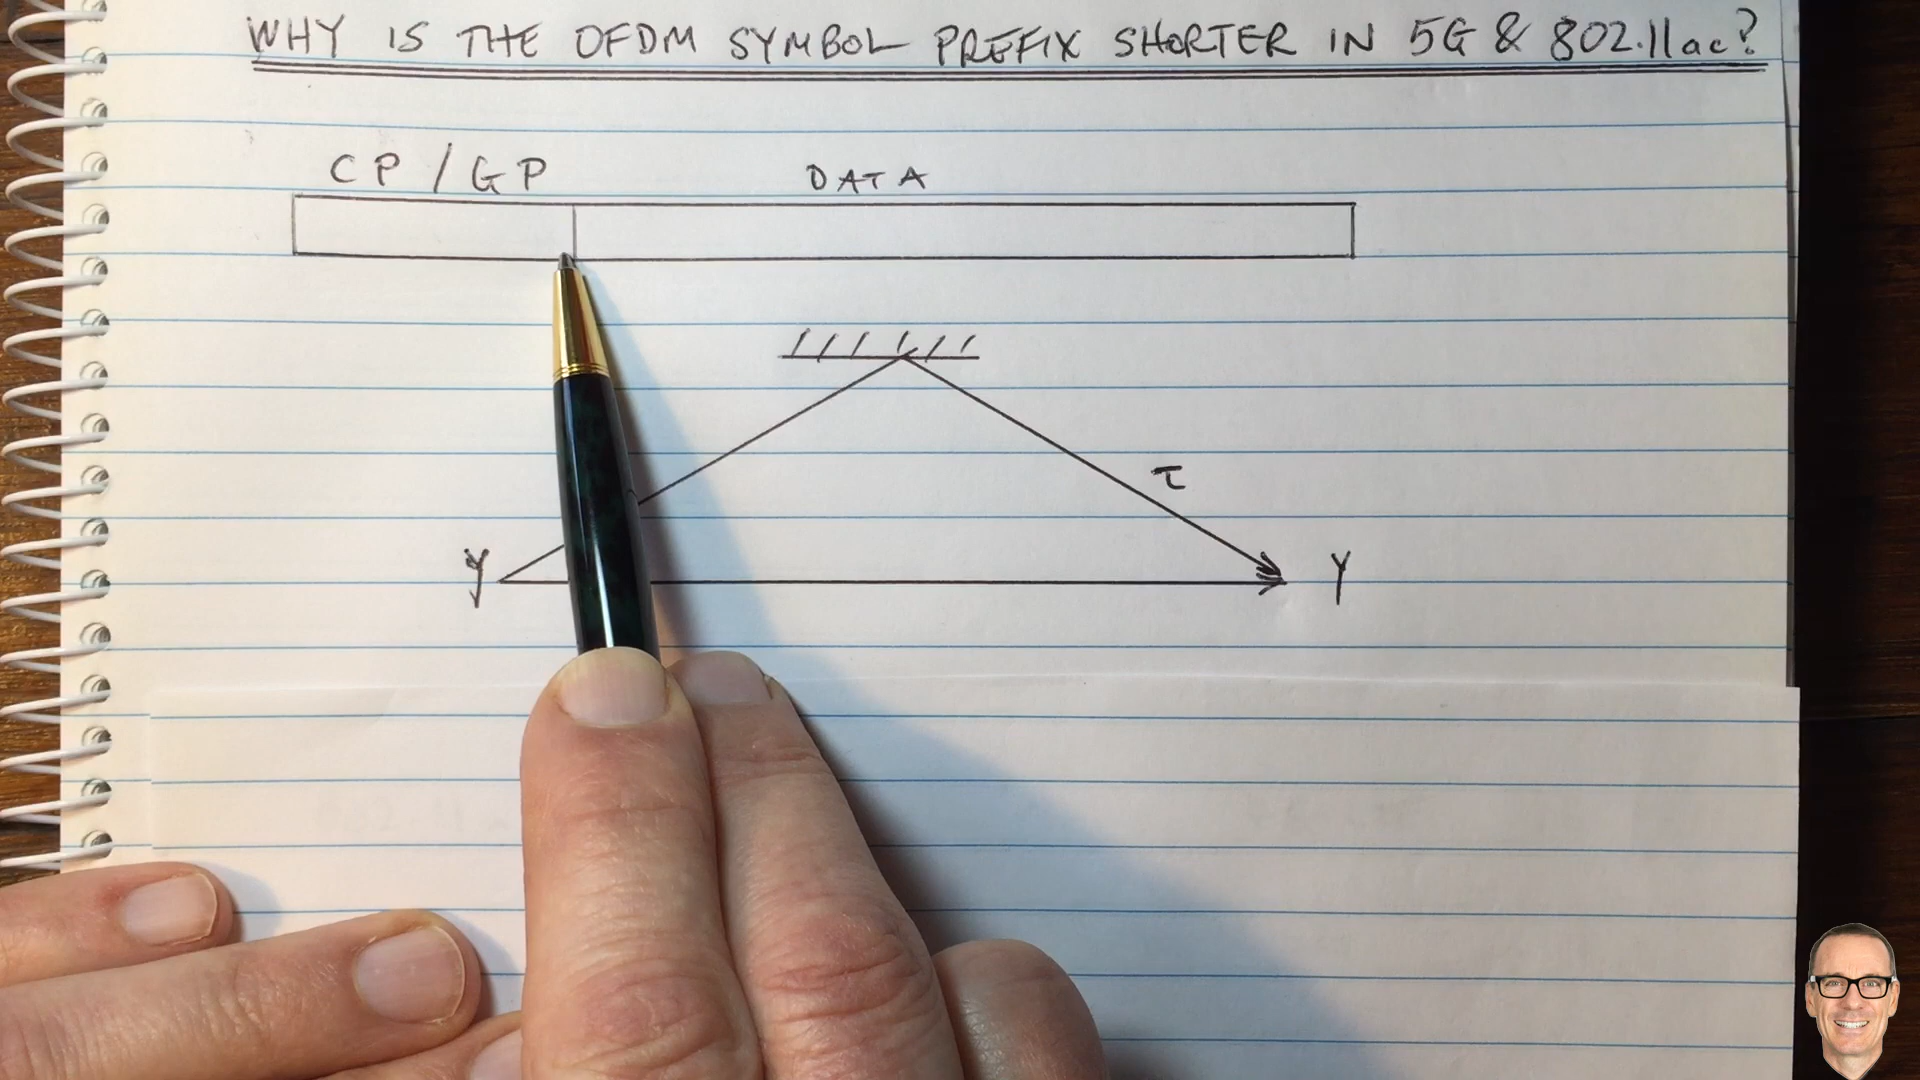 WHY IS THE OFDM SYMBOL PREFIX SHORTER IN 5G & 802.11ac?
CP / GP DATA
τ